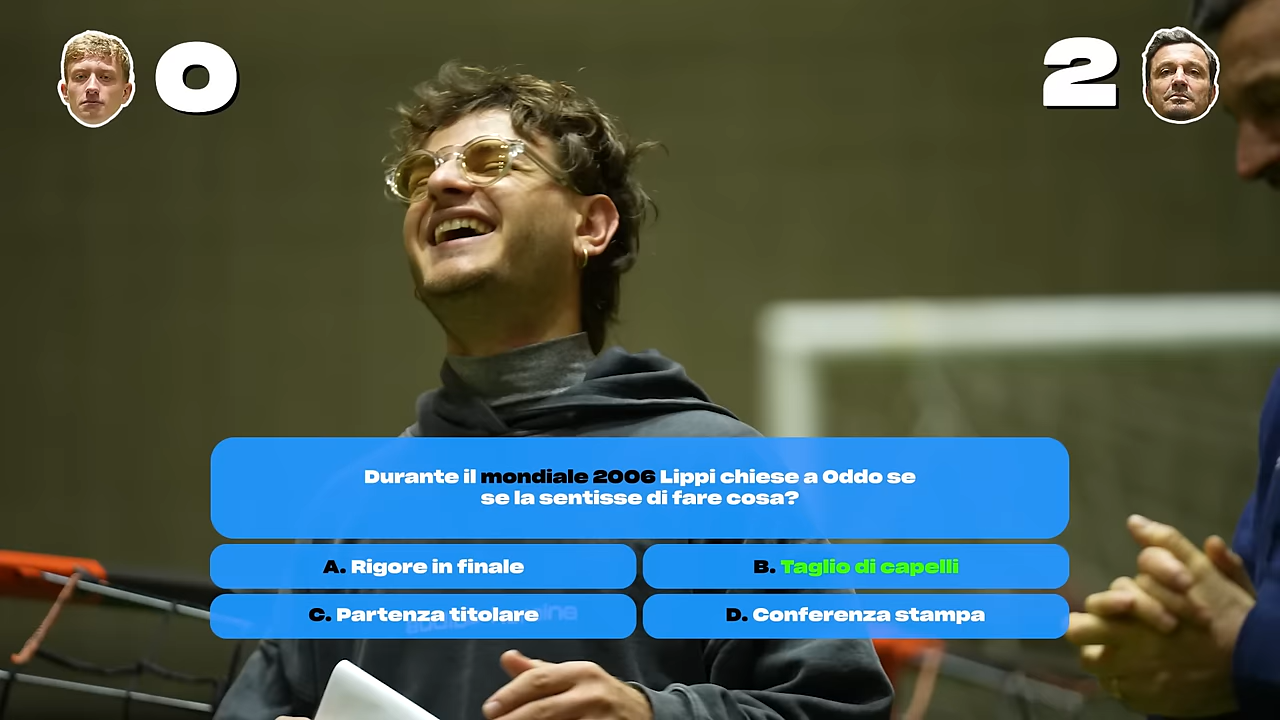 0
2
Durante il mondiale 2006 Lippi chiese a Oddo se
se la sentisse di fare cosa?
A. Rigore in finale
B. Taglio di capelli
C. Partenza titolare
D. Conferenza stampa